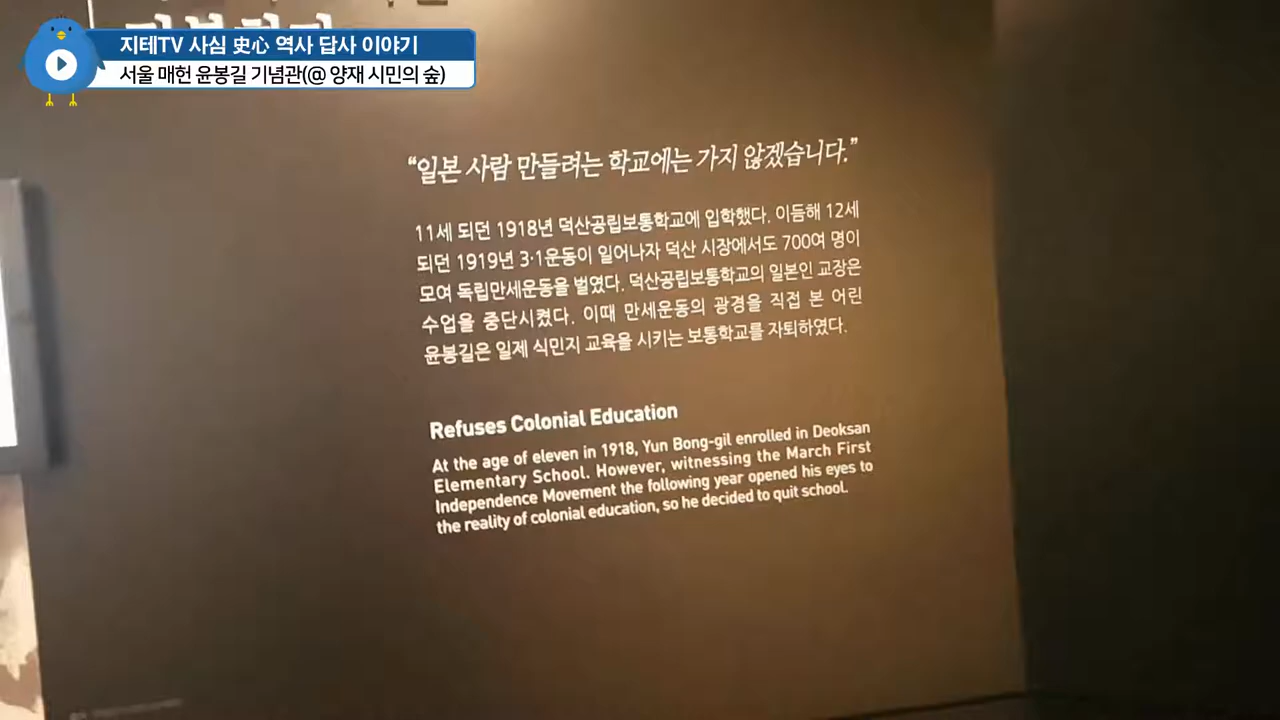 지테TV 사심 史心 역사 답사 이야기
서울 매헌 윤봉길 기념관(@ 양재 시민의 숲)
“일본 사람 만들려는 학교에는 가지 않겠습니다.”
11세 되던 1918년 덕산공립보통학교에 입학했다. 이듬해 12세
되던 1919년 3·1운동이 일어나자 덕산 시장에서도 700여 명이
모여 독립만세운동을 벌였다. 덕산공립보통학교의 일본인 교장은
수업을 중단시켰다. 이때 만세운동의 광경을 직접 본 어린
윤봉길은 일제 식민지 교육을 시키는 보통학교를 자퇴하였다.
Refuses Colonial Education
At the age of eleven in 1918, Yun Bong-gil enrolled in Deoksan
Elementary School. However, witnessing the March First
Independence Movement the following year opened his eyes to
the reality of colonial education, so he decided to quit school.